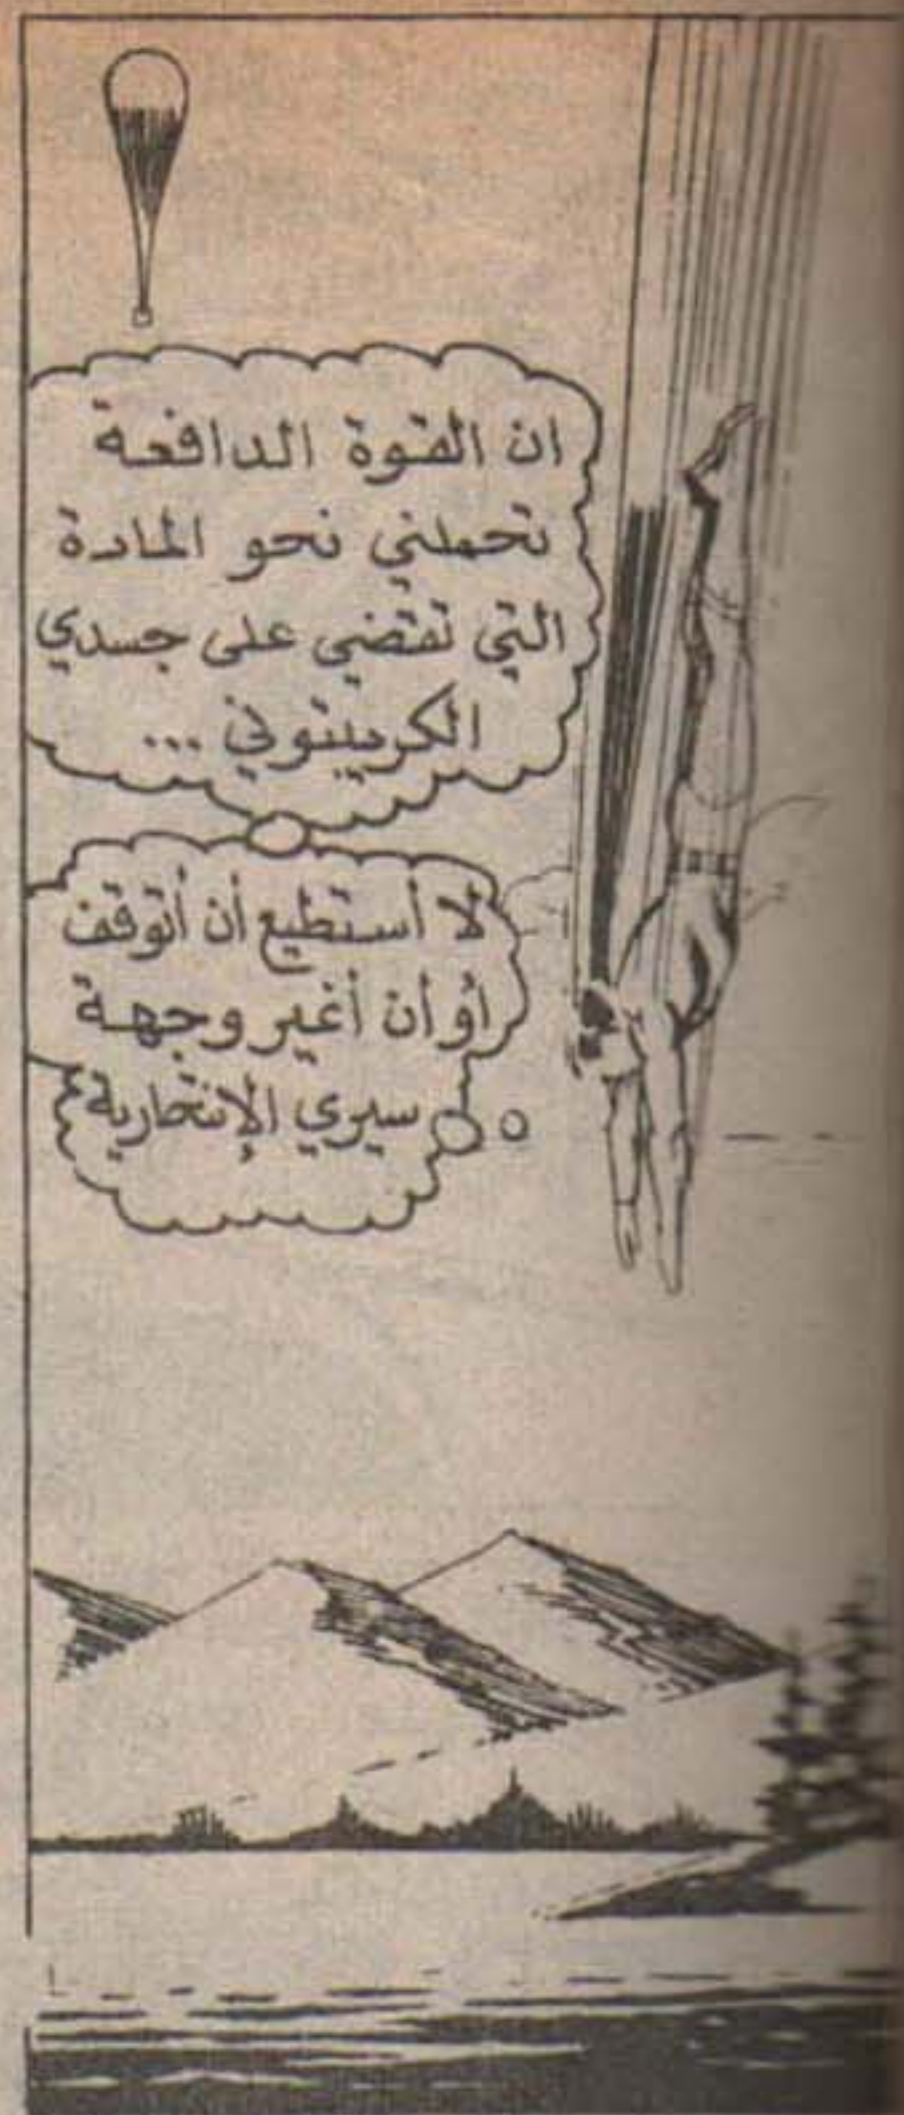 ان القوة الدافعة
تحملني نحو المادة
التي تقضي على جسدي
الكريبتوني ...
لا أستطيع أن أتوقف
أو أن أغير وجهة
سيري الإنتحارية